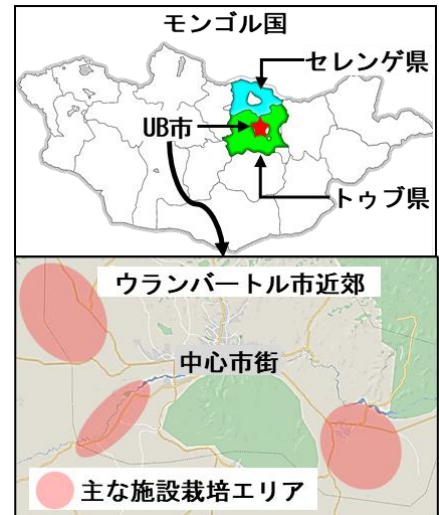 モンゴル国
セレンゲ県
UB市
トゥブ県
ウランバートル市近郊
中心市街
主な施設栽培エリア